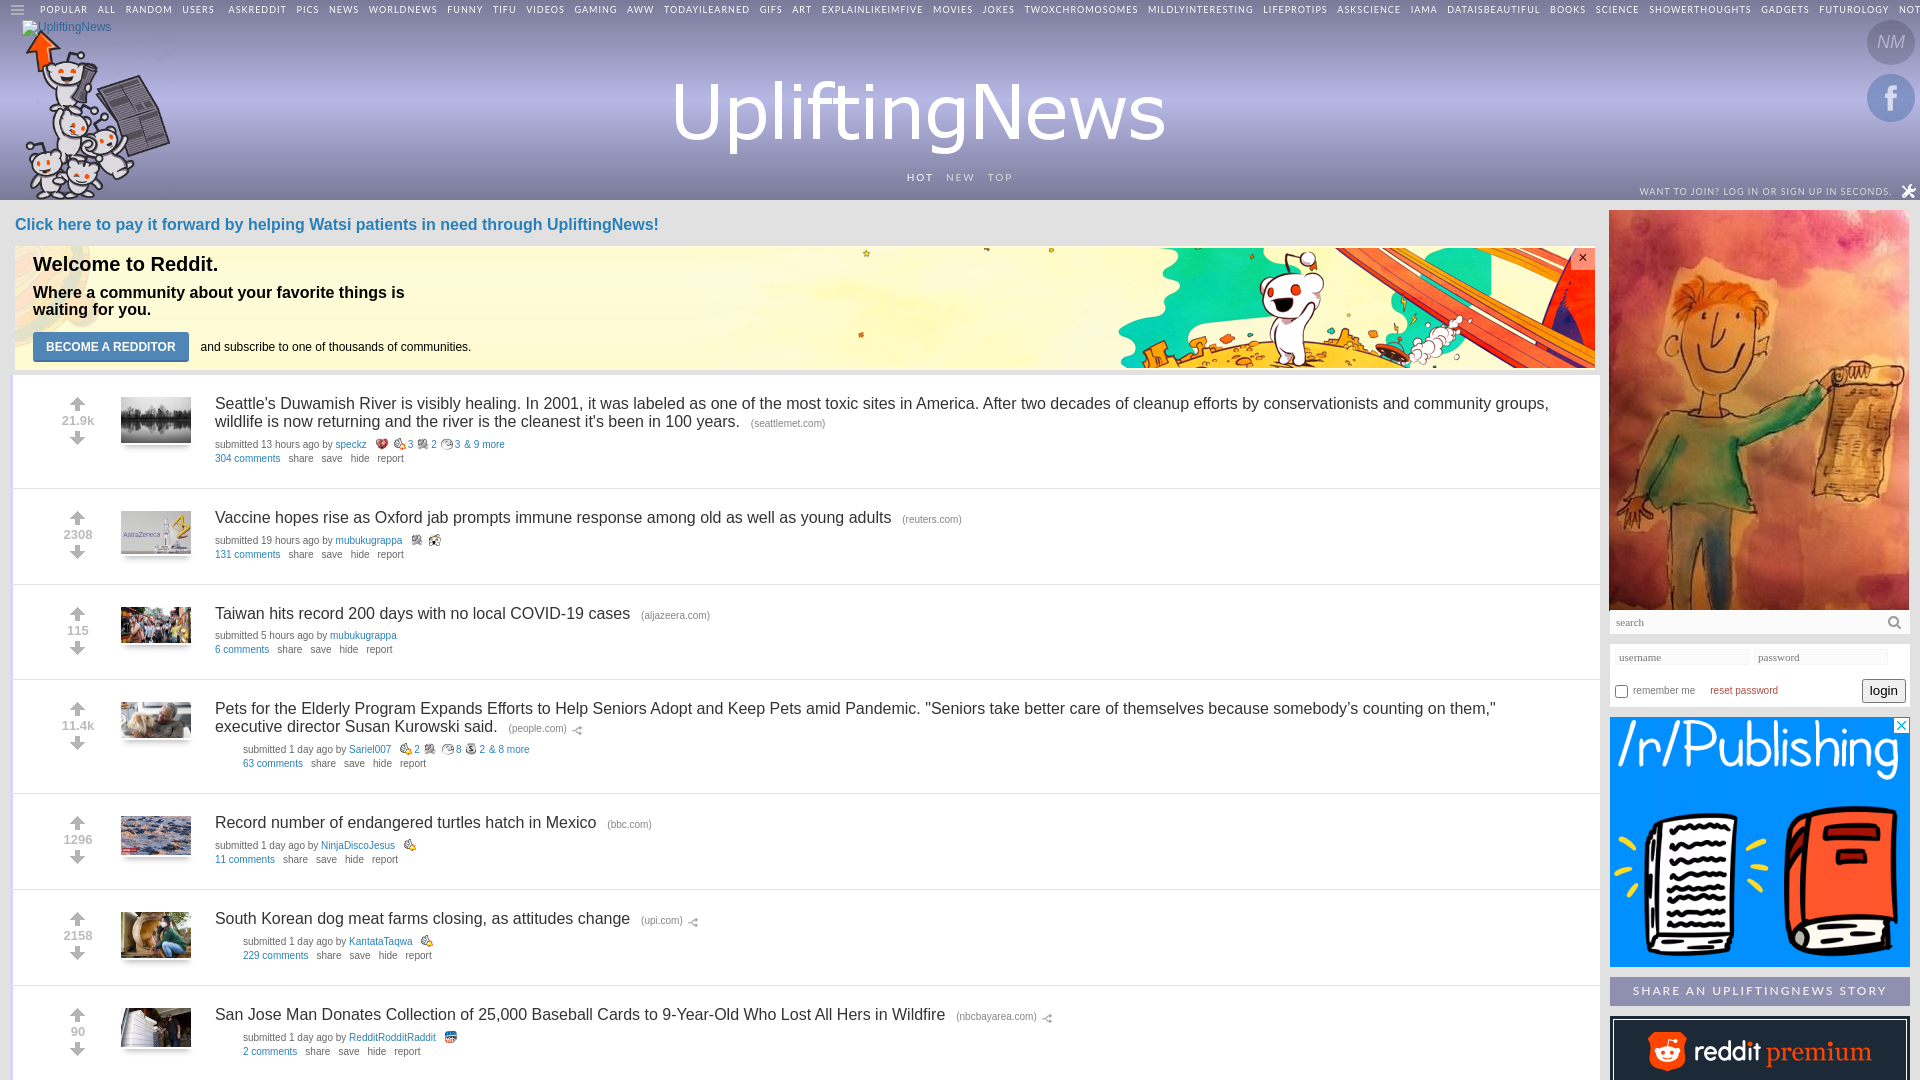 POPULAR ALL RANDOM USERS ASKREDDIT PICS NEWS WORLDNEWS FUNNY TIFU VIDEOS GAMING AWW TODAYILEARNED GIFS ART EXPLAINLIKEIMFIVE MOVIES JOKES TWOXCHROMOSOMES MILDLYINTERESTING LIFEPROTIPS ASKSCIENCE IAMA DATAISBEAUTIFUL BOOKS SCIENCE SHOWERTHOUGHTS GADGETS FUTUROLOGY NOT
UpliftingNews
NM
f
UpliftingNews
HOT NEW TOP
WANT TO JOIN? LOG IN OR SIGN UP IN SECONDS.
Click here to pay it forward by helping Watsi patients in need through UpliftingNews!
Welcome to Reddit.
×
Where a community about your favorite things is
waiting for you.
BECOME A REDDITOR and subscribe to one of thousands of communities.
21.9k
Seattle's Duwamish River is visibly healing. In 2001, it was labeled as one of the most toxic sites in America. After two decades of cleanup efforts by conservationists and community groups,
wildlife is now returning and the river is the cleanest it's been in 100 years. (seattlemet.com)
submitted 13 hours ago by speckz 3 2 3 & 9 more
304 comments share save hide report
2308
AstraZeneca
Vaccine hopes rise as Oxford jab prompts immune response among old as well as young adults (reuters.com)
submitted 19 hours ago by mubukugrappa
131 comments share save hide report
115
Taiwan hits record 200 days with no local COVID-19 cases (aljazeera.com)
submitted 5 hours ago by mubukugrappa
6 comments share save hide report
11.4k
Pets for the Elderly Program Expands Efforts to Help Seniors Adopt and Keep Pets amid Pandemic. "Seniors take better care of themselves because somebody’s counting on them,"
executive director Susan Kurowski said. (people.com)
submitted 1 day ago by Sariel007 2 8 2 & 8 more
63 comments share save hide report
1296
Record number of endangered turtles hatch in Mexico (bbc.com)
submitted 1 day ago by NinjaDiscoJesus
11 comments share save hide report
2158
South Korean dog meat farms closing, as attitudes change (upi.com)
submitted 1 day ago by KantataTaqwa
229 comments share save hide report
90
San Jose Man Donates Collection of 25,000 Baseball Cards to 9-Year-Old Who Lost All Hers in Wildfire (nbcbayarea.com)
submitted 1 day ago by RedditRodditRaddit
2 comments share save hide report
search
username password
remember me reset password login
/r/Publishing
SHARE AN UPLIFTINGNEWS STORY
reddit premium